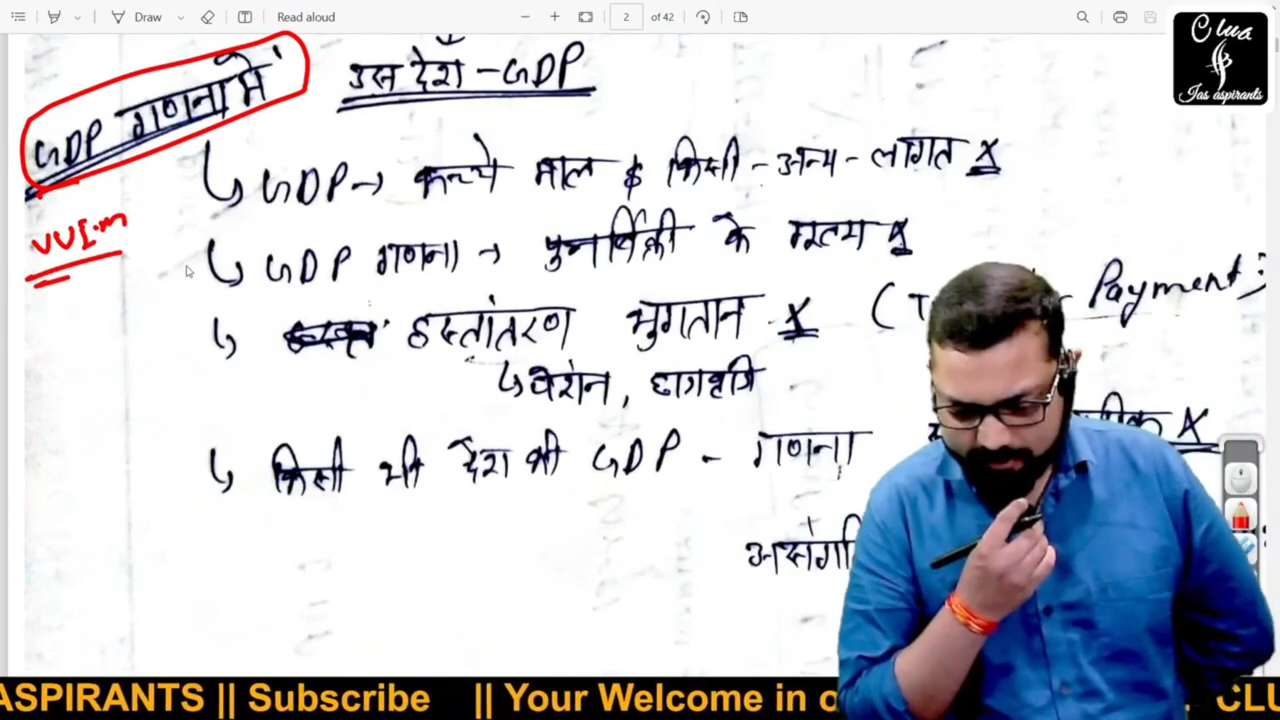 Draw
Read aloud
2 of 42
Clua
Ias aspirants
GDP गणना में
उस देश - GDP
VVI.m
GDP → कच्चे माल $ किसी - अन्य - लागत X
GDP गणना → पुनर्विक्री के मूल्य X
हस्तांतरण भुगतान X ( T Payment
पेंशन, छात्रवृत्ति
किसी भी देश की GDP - गणना X
असंगठि
ASPIRANTS || Subscribe || Your Welcome in o CLU